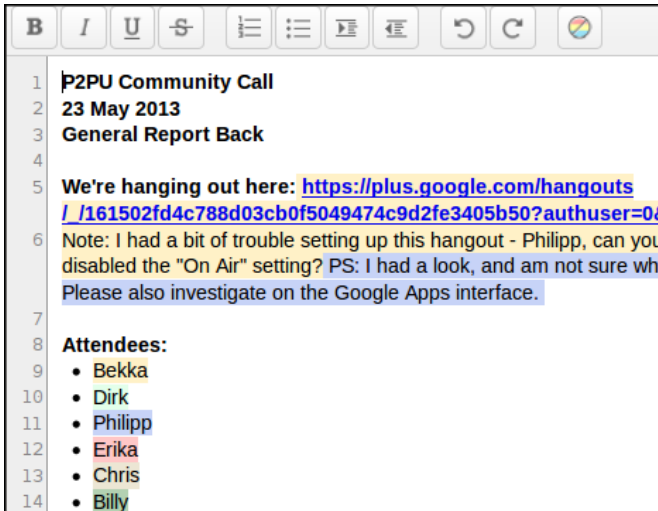 B I U S
1 P2PU Community Call
2 23 May 2013
3 General Report Back
4
5 We're hanging out here: https://plus.google.com/hangouts
/_/161502fd4c788d03cb0f5049474c9d2fe3405b50?authuser=0&
6 Note: I had a bit of trouble setting up this hangout - Philipp, can you
disabled the "On Air" setting? PS: I had a look, and am not sure wh
Please also investigate on the Google Apps interface.
7
8 Attendees:
9 • Bekka
10 • Dirk
11 • Philipp
12 • Erika
13 • Chris
14 • Billy